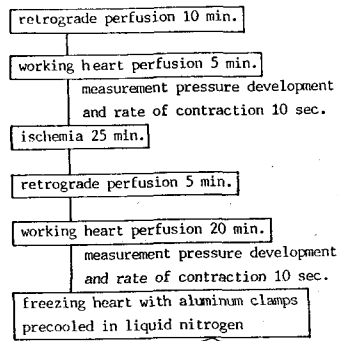 retrograde perfusion 10 min.
working heart perfusion 5 min.
measurement pressure development
and rate of contraction 10 sec.
ischemia 25 min.
retrograde perfusion 5 min.
working heart perfusion 20 min.
measurement pressure development
and rate of contraction 10 sec.
freezing heart with aluminum clamps
precooled in liquid nitrogen